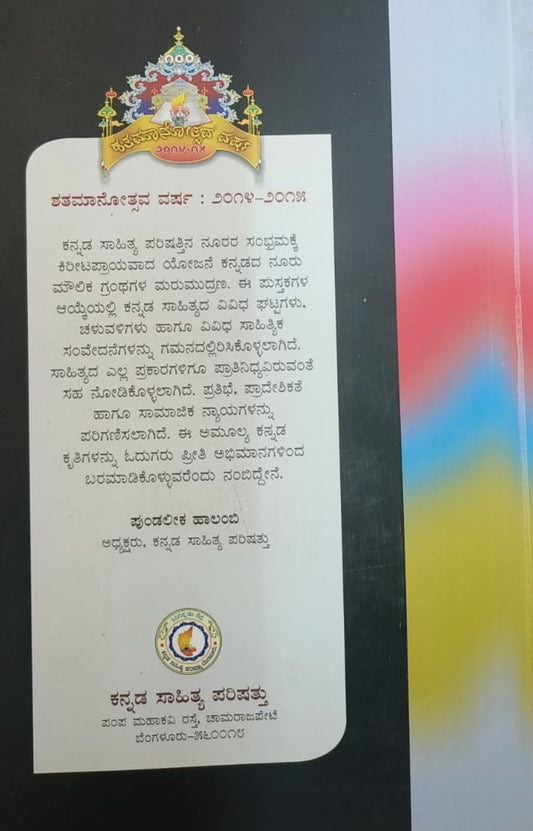 ೧೦೦
ಶತಮಾನೋತ್ಸವ ವರ್ಷ
೨೦೧೪-೧೫
ಶತಮಾನೋತ್ಸವ ವರ್ಷ : ೨೦೧೪–೨೦೧೫
ಕನ್ನಡ ಸಾಹಿತ್ಯ ಪರಿಷತ್ತಿನ ನೂರರ ಸಂಭ್ರಮಕ್ಕೆ
ಕಿರೀಟಪ್ರಾಯವಾದ ಯೋಜನೆ ಕನ್ನಡದ ನೂರು
ಮೌಲಿಕ ಗ್ರಂಥಗಳ ಮರುಮುದ್ರಣ. ಈ ಪುಸ್ತಕಗಳ
ಆಯ್ಕೆಯಲ್ಲಿ ಕನ್ನಡ ಸಾಹಿತ್ಯದ ವಿವಿಧ ಘಟ್ಟಗಳು,
ಚಳುವಳಿಗಳು ಹಾಗೂ ವಿವಿಧ ಸಾಹಿತ್ಯಿಕ
ಸಂವೇದನೆಗಳನ್ನು ಗಮನದಲ್ಲಿರಿಸಿಕೊಳ್ಳಲಾಗಿದೆ.
ಸಾಹಿತ್ಯದ ಎಲ್ಲ ಪ್ರಕಾರಗಳಿಗೂ ಪ್ರಾತಿನಿಧ್ಯವಿರುವಂತೆ
ಸಹ ನೋಡಿಕೊಳ್ಳಲಾಗಿದೆ. ಪ್ರತಿಭೆ, ಪ್ರಾದೇಶಿಕತೆ
ಹಾಗೂ ಸಾಮಾಜಿಕ ನ್ಯಾಯಗಳನ್ನು
ಪರಿಗಣಿಸಲಾಗಿದೆ. ಈ ಅಮೂಲ್ಯ ಕನ್ನಡ
ಕೃತಿಗಳನ್ನು ಓದುಗರು ಪ್ರೀತಿ ಅಭಿಮಾನಗಳಿಂದ
ಬರಮಾಡಿಕೊಳ್ಳುವರೆಂದು ನಂಬಿದ್ದೇನೆ.
ಪುಂಡಲೀಕ ಹಾಲಂಬಿ
ಅಧ್ಯಕ್ಷರು, ಕನ್ನಡ ಸಾಹಿತ್ಯ ಪರಿಷತ್ತು
ಕನ್ನಡ ಸಾಹಿತ್ಯ ಪರಿಷತ್ತು
ಪಂಪ ಮಹಾಕವಿ ರಸ್ತೆ, ಚಾಮರಾಜಪೇಟೆ
ಬೆಂಗಳೂರು–೫೬೦೦೧೮